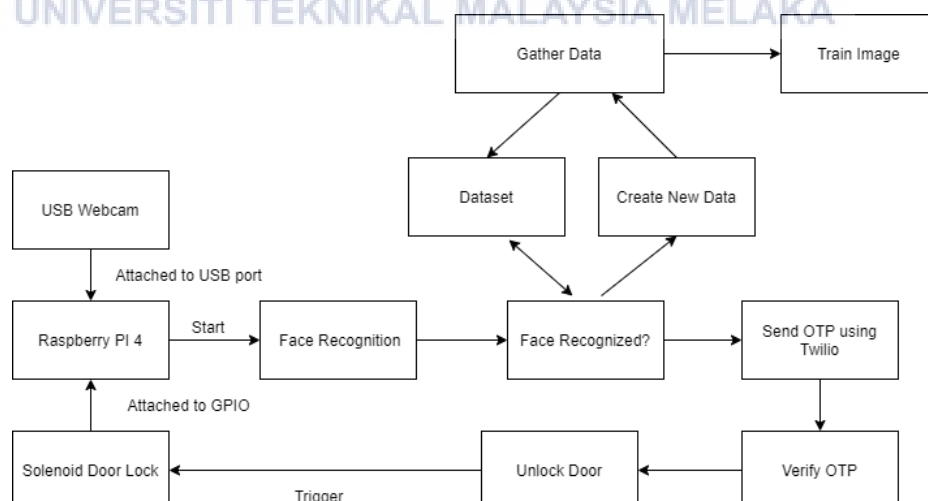 UNIVERSITI TEKNIKAL MALAYSIA MELAKA
Gather Data
Train Image
Dataset
Create New Data
USB Webcam
Attached to USB port
Raspberry PI 4
Start
Face Recognition
Face Recognized?
Send OTP using
Twilio
Attached to GPIO
Solenoid Door Lock
Trigger
Unlock Door
Verify OTP